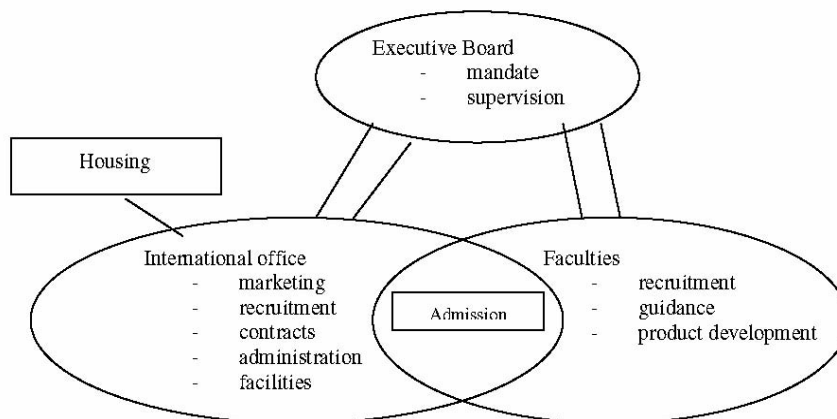 Executive Board
- mandate
- supervision
Housing
International office
- marketing
- recruitment
- contracts
- administration
- facilities
Admission
Faculties
- recruitment
- guidance
- product development